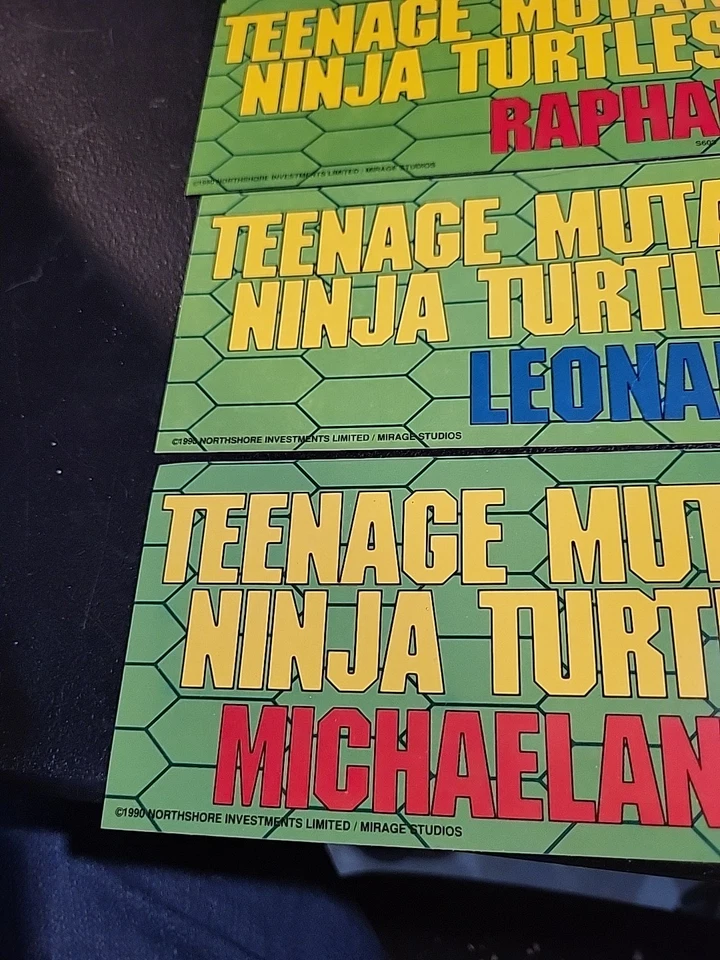 TEENAGE MUTAN
NINJA TURTLES
RAPHA
©1990 NORTHSHORE INVESTMENTS LIMITED / MIRAGE STUDIOS
TEENAGE MUTA
NINJA TURTL
LEONA
©1990 NORTHSHORE INVESTMENTS LIMITED / MIRAGE STUDIOS
TEENAGE MUT
NINJA TURT
MICHAELAN
©1990 NORTHSHORE INVESTMENTS LIMITED / MIRAGE STUDIOS